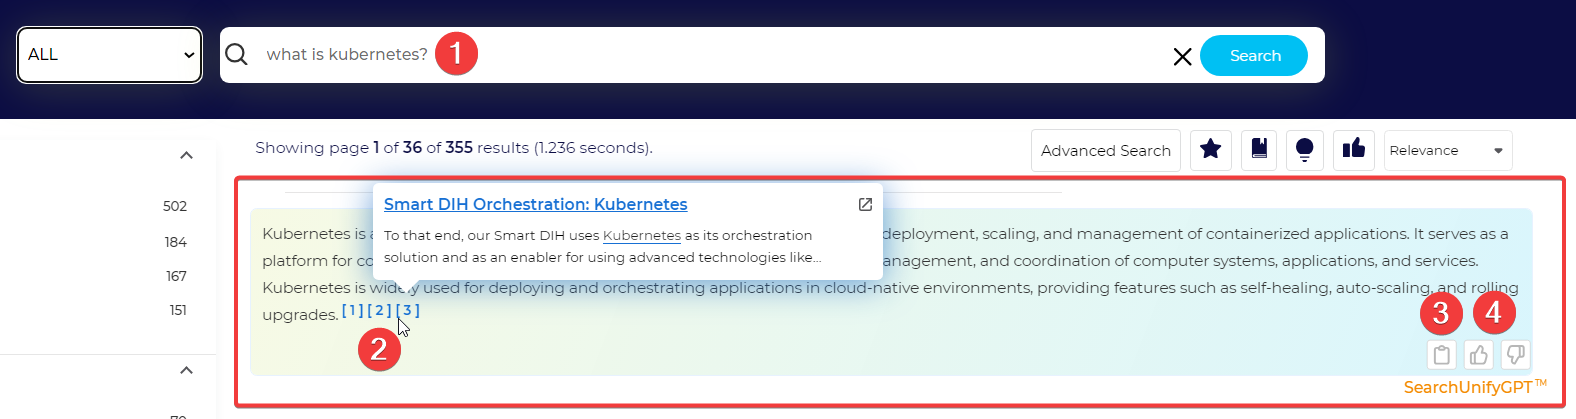 ALL
what is kubernetes?
1
Search
Showing page 1 of 36 of 355 results (1.236 seconds).
Advanced Search
Relevance
502
184
167
151
Smart DIH Orchestration: Kubernetes
To that end, our Smart DIH uses Kubernetes as its orchestration
solution and as an enabler for using advanced technologies like...
Kubernetes is a deployment, scaling, and management of containerized applications. It serves as a
platform for co anagement, and coordination of computer systems, applications, and services.
Kubernetes is widely used for deploying and orchestrating applications in cloud-native environments, providing features such as self-healing, auto-scaling, and rolling
upgrades. [1] [2] [3]
2
3
4
SearchUnifyGPT™